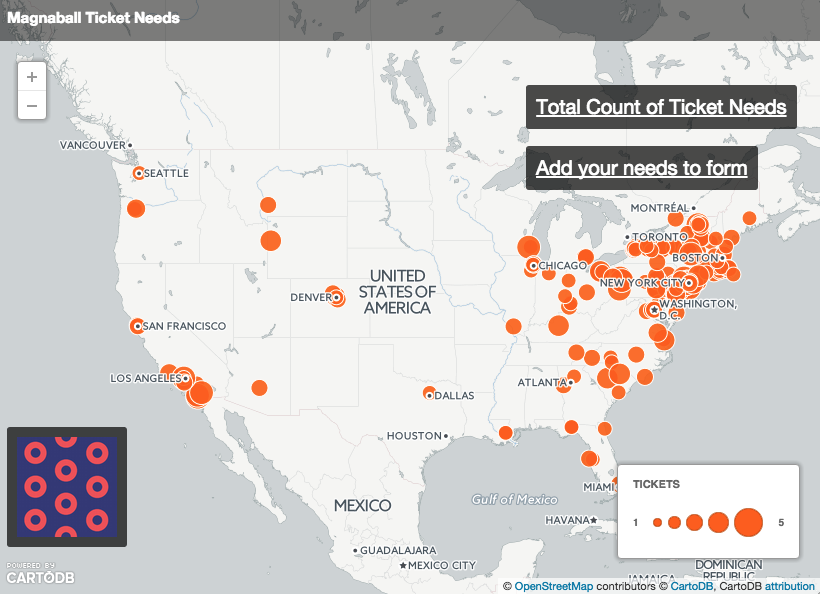 Magnaball Ticket Needs
+
−
Total Count of Ticket Needs
Add your needs to form
VANCOUVER
SEATTLE
MONTRÉAL
TORONTO
BOSTON
CHICAGO
NEW YORK CITY
DENVER
UNITED
STATES OF
AMERICA
WASHINGTON,
D.C.
SAN FRANCISCO
LOS ANGELES
ATLANTA
DALLAS
HOUSTON
MIAMI
TICKETS
1 5
Gulf of Mexico
MEXICO
HAVANA
GUADALAJARA
MEXICO CITY
DOMINICAN
REPUBLIC
JAMAICA
POWERED BY
CARTODB
© OpenStreetMap contributors © CartoDB, CartoDB attribution